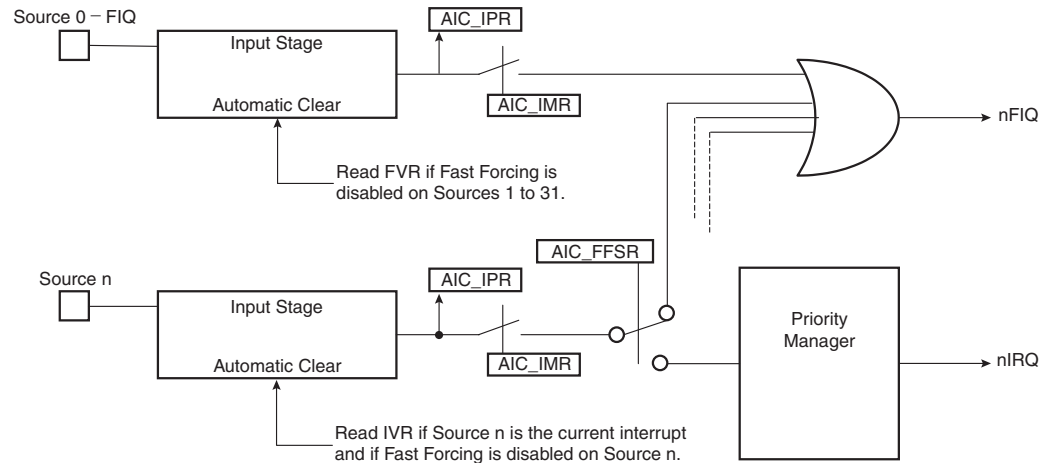 Source 0 – FIQ
AIC_IPR
Input Stage
Automatic Clear
AIC_IMR
nFIQ
Read FVR if Fast Forcing is
disabled on Sources 1 to 31.
AIC_FFSR
Source n
AIC_IPR
Input Stage
Priority
Manager
Automatic Clear
AIC_IMR
nIRQ
Read IVR if Source n is the current interrupt
and if Fast Forcing is disabled on Source n.